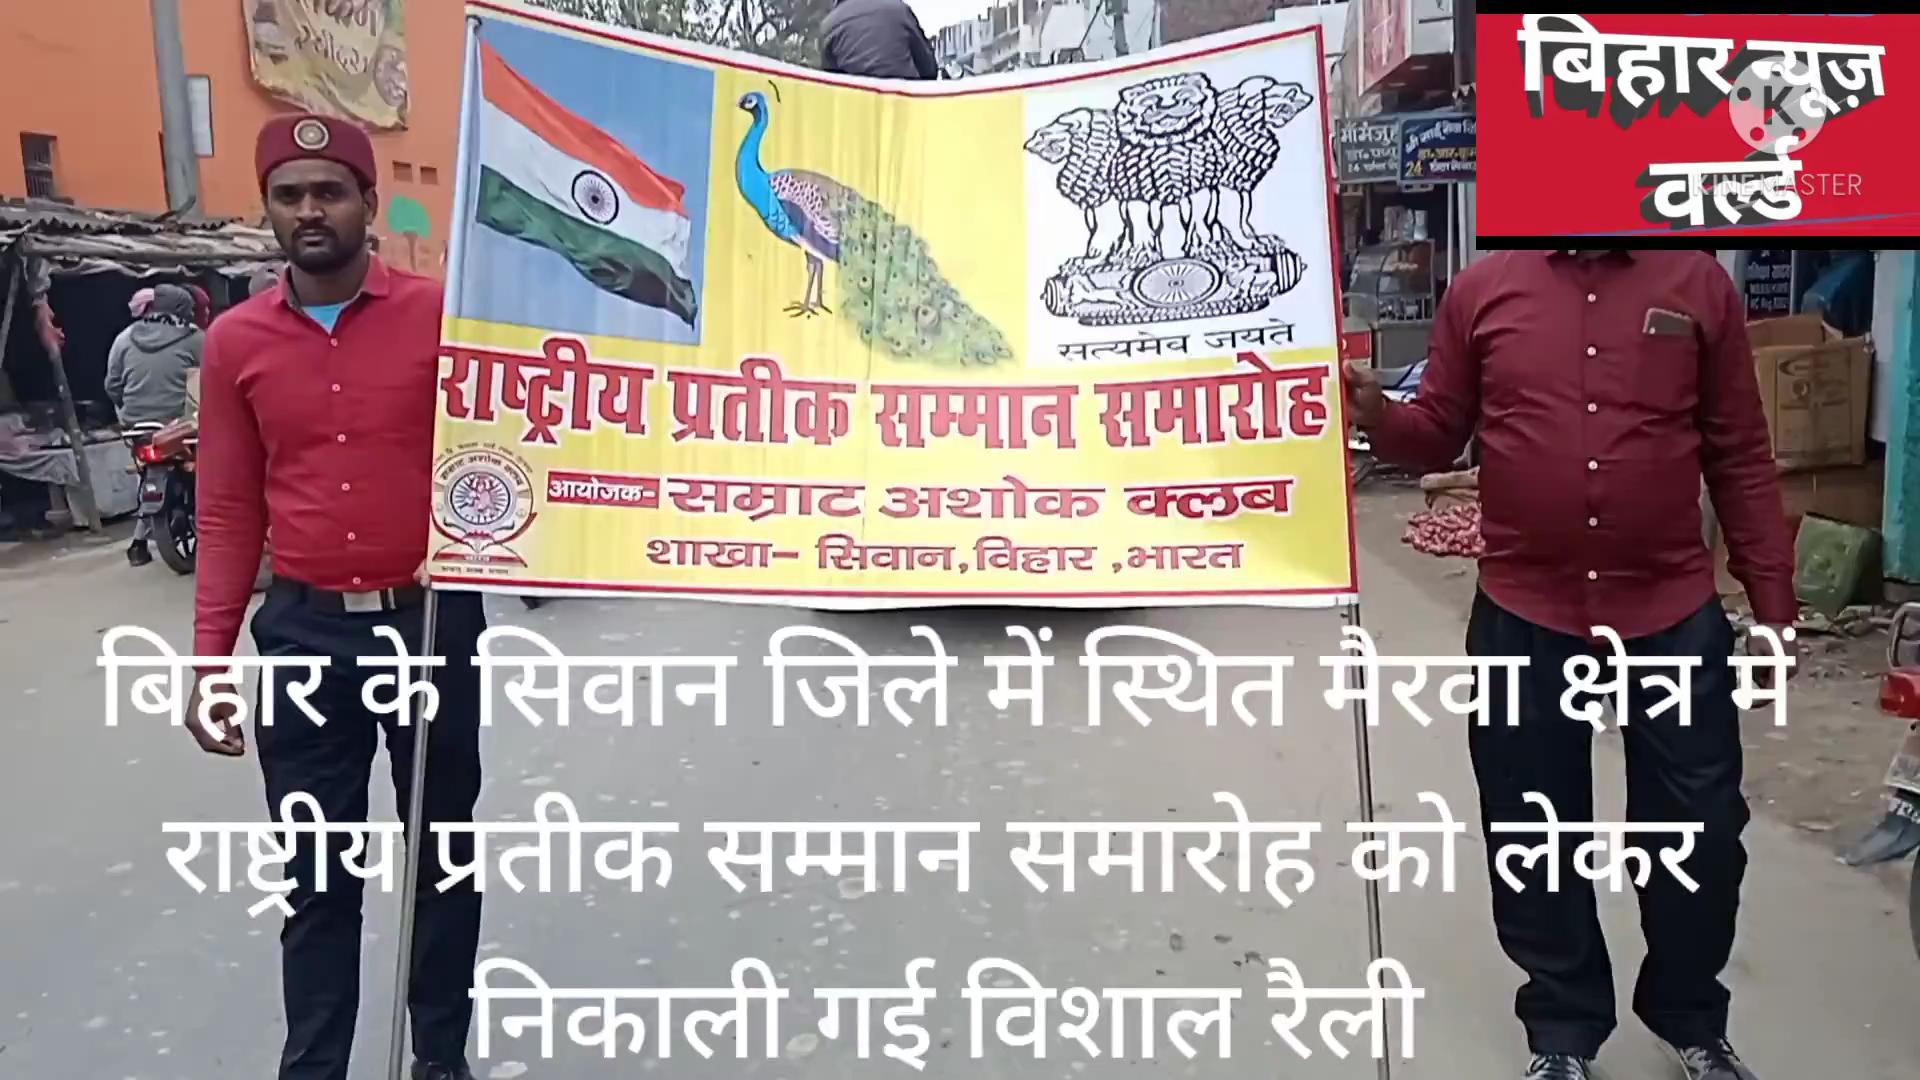 बिहार न्यूज़
वर्ल्ड
KINEMASTER
सत्यमेव जयते
राष्ट्रीय प्रतीक सम्मान समारोह
आयोजक- सम्राट अशोक क्लब
शाखा- सिवान, विहार ,भारत
बिहार के सिवान जिले में स्थित मैरवा क्षेत्र में
राष्ट्रीय प्रतीक सम्मान समारोह को लेकर
निकाली गई विशाल रैली